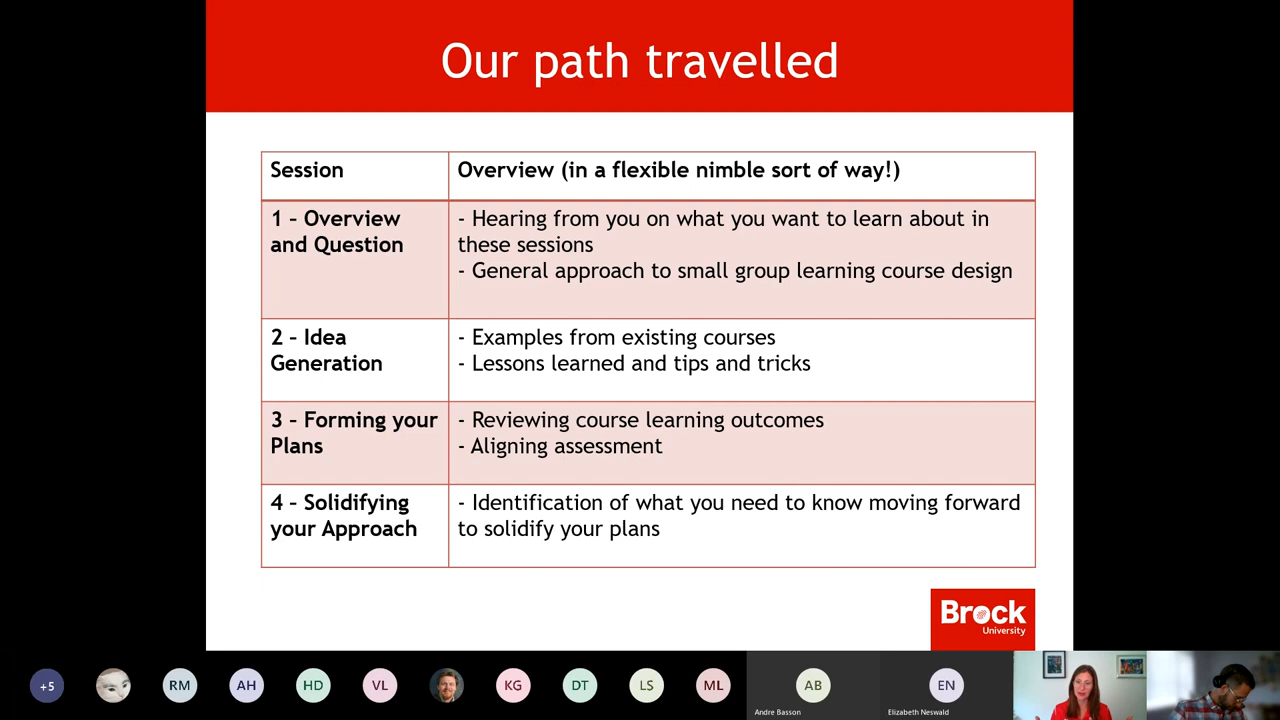 Our path travelled
Session
Overview (in a flexible nimble sort of way!)
1 – Overview
and Question
- Hearing from you on what you want to learn about in
these sessions
- General approach to small group learning course design
2 – Idea
Generation
- Examples from existing courses
- Lessons learned and tips and tricks
3 – Forming your
Plans
- Reviewing course learning outcomes
- Aligning assessment
4 – Solidifying
your Approach
- Identification of what you need to know moving forward
to solidify your plans
Brock
University
+5
RM
AH
HD
VL
KG
DT
LS
ML
AB
EN
Andre Basson
Elizabeth Neswald